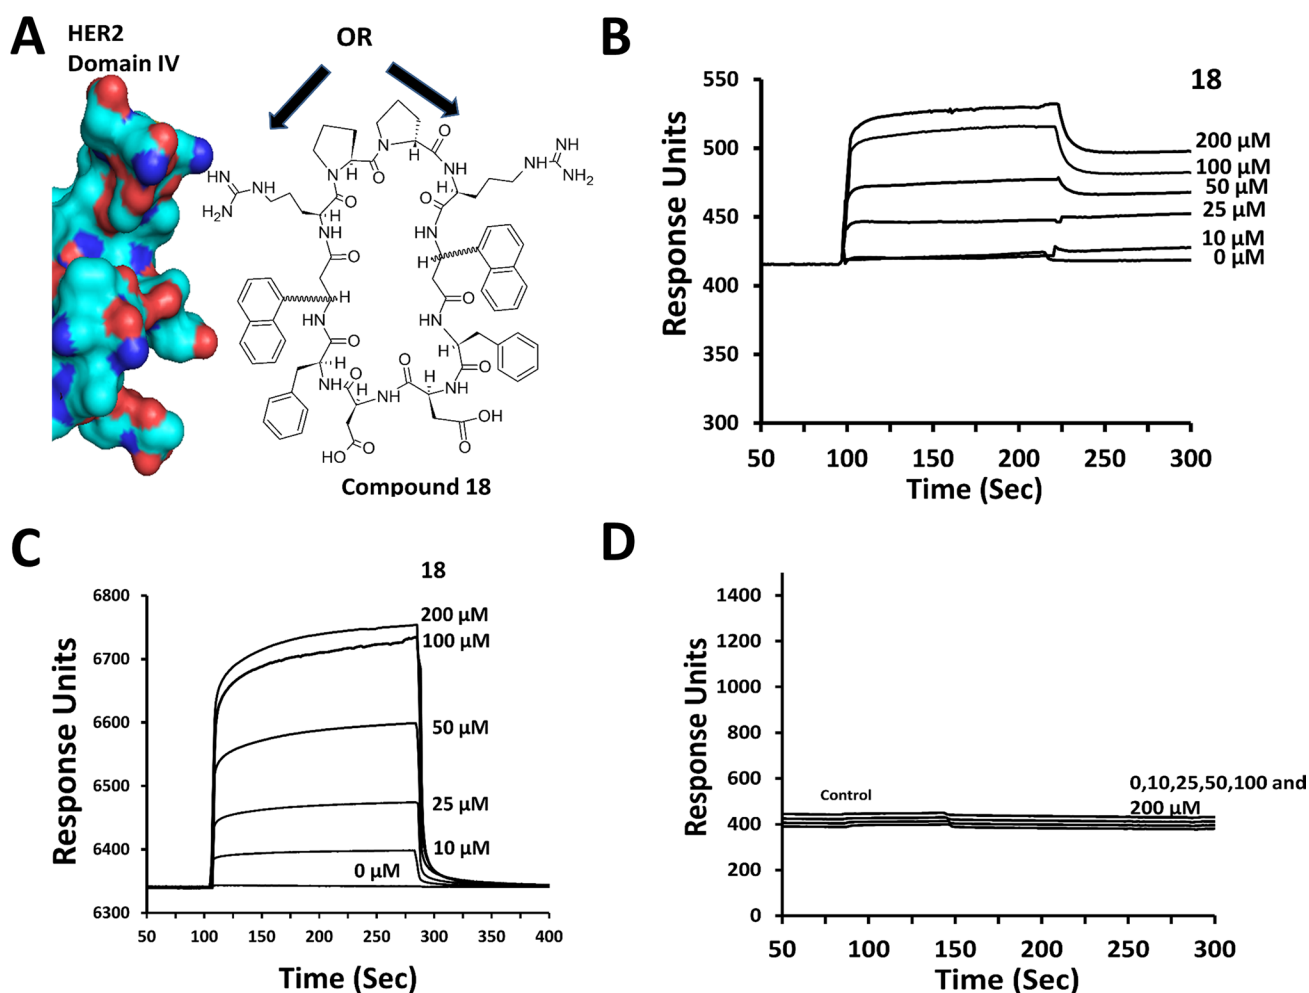 A
HER2
Domain IV
OR
H
N
O
N
O
H
O
HN
NH
NH
NH2
H
O
NH
H
HN
O
NH
H2N
N
H
O
NH
O
H
HN
O
H
O
HN
H
O
NH
O
H
NH
O
H
N
H
O
H
NH
O
OH
O
HO
O
Compound 18
B
18
Response Units
550
500
450
400
350
300
200 µM
100 µM
50 µM
25 µM
10 µM
0 µM
50
100
150
200
250
300
Time (Sec)
C
18
Response Units
6800
6700
6600
6500
6400
6300
200 µM
100 µM
50 µM
25 µM
10 µM
0 µM
50
100
150
200
250
300
350
400
Time (Sec)
D
Response Units
1400
1200
1000
800
600
400
200
0
Control
0,10,25,50,100 and
200 µM
50
100
150
200
250
300
Time (Sec)